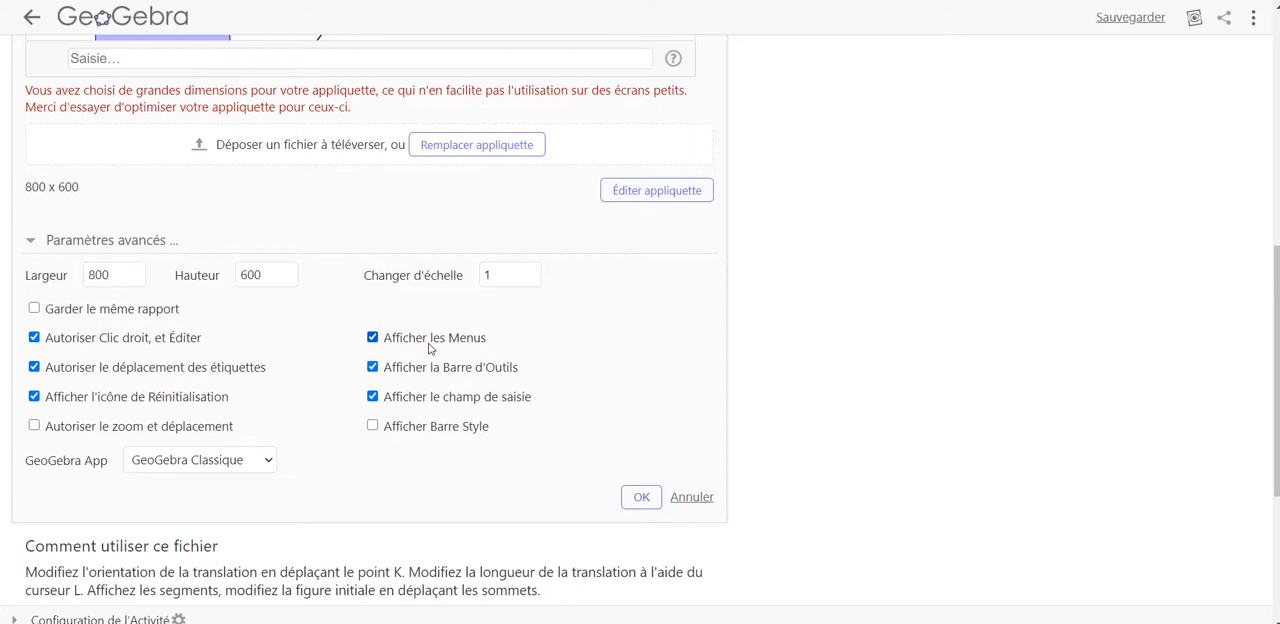 GeoGebra
Sauvegarder
Saisie…
Vous avez choisi de grandes dimensions pour votre appliquette, ce qui n'en facilite pas l'utilisation sur des écrans petits.
Merci d'essayer d'optimiser votre appliquette pour ceux-ci.
Déposer un fichier à téléverser, ou Remplacer appliquette
800 x 600
Éditer appliquette
Paramètres avancés ...
Largeur 800 Hauteur 600 Changer d'échelle 1
Garder le même rapport
Autoriser Clic droit, et Éditer Afficher les Menus
Autoriser le déplacement des étiquettes Afficher la Barre d'Outils
Afficher l'icône de Réinitialisation Afficher le champ de saisie
Autoriser le zoom et déplacement Afficher Barre Style
GeoGebra App GeoGebra Classique
OK Annuler
Comment utiliser ce fichier
Modifiez l'orientation de la translation en déplaçant le point K. Modifiez la longueur de la translation à l'aide du
curseur L. Affichez les segments, modifiez la figure initiale en déplaçant les sommets.
Configuration de l'Activité